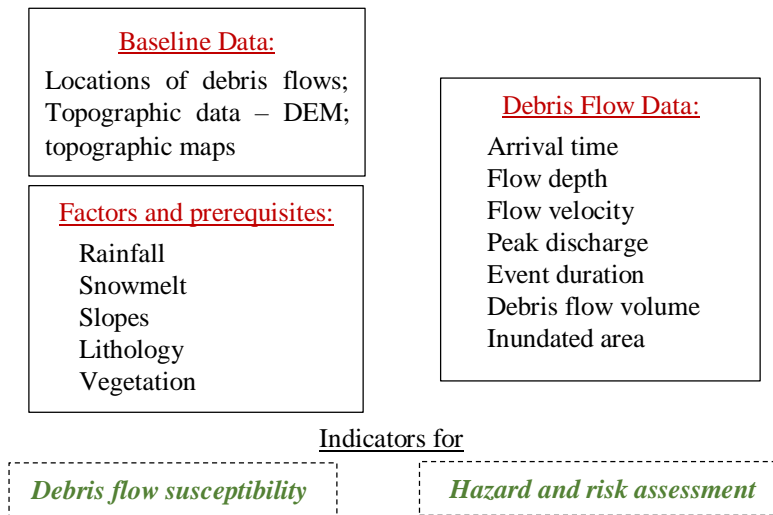 Baseline Data:
Locations of debris flows;
Topographic data – DEM;
topographic maps
Factors and prerequisites:
Rainfall
Snowmelt
Slopes
Lithology
Vegetation
Debris Flow Data:
Arrival time
Flow depth
Flow velocity
Peak discharge
Event duration
Debris flow volume
Inundated area
Indicators for
Debris flow susceptibility
Hazard and risk assessment